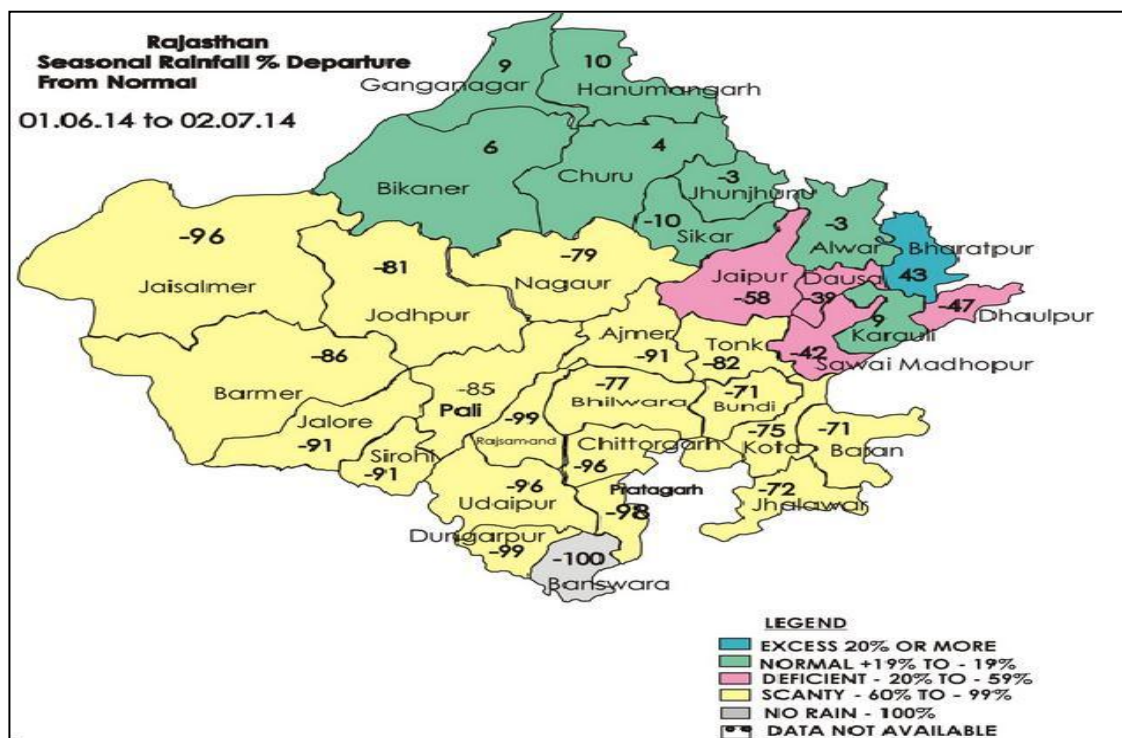 Rajasthan
Seasonal Rainfall % Departure
From Normal
01.06.14 to 02.07.14
9
Ganganagar
10
Hanumangarh
6
Bikaner
4
Churu
-3
Jhunjhunu
-10
Sikar
-3
Alwar
Bharatpur
43
-96
Jaisalmer
-81
Jodhpur
-79
Nagaur
Jaipur
-58
Dausa
-39
-47
Dhaulpur
9
Karauli
-42
Sawai Madhopur
-86
Barmer
Ajmer
-91
Tonk
-82
-85
Pali
-77
Bhilwara
-71
Bundi
Jalore
-91
Sirohi
-91
-99
Rajsamand
Chittorgarh
-96
-75
Kota
-71
Baran
-96
Udaipur
Pratagarh
-98
-72
Jhalawar
Dungarpur
-99
-100
Banswara
LEGEND
EXCESS 20% OR MORE
NORMAL +19% TO - 19%
DEFICIENT - 20% TO - 59%
SCANTY - 60% TO - 99%
NO RAIN - 100%
DATA NOT AVAILABLE